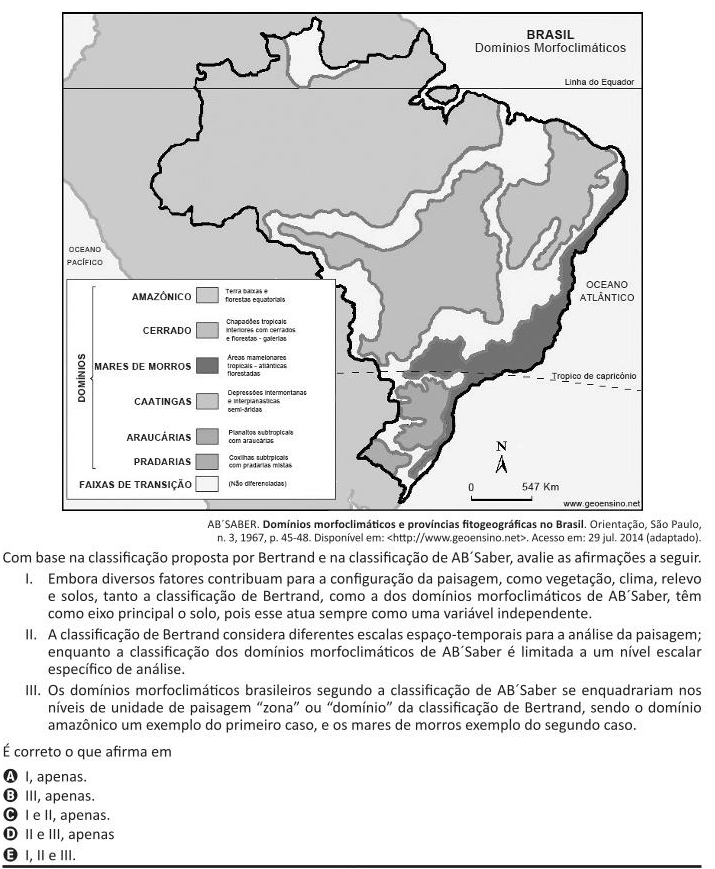 BRASIL
Domínios Morfoclimáticos
Linha do Equador
OCEANO
PACÍFICO
OCEANO
ATLÂNTICO
Tropico de capricônio
DOMÍNIOS
AMAZÔNICO
Terra baixas e
florestas equatoriais
CERRADO
Chapadões tropicais
interiores com cerrados
e florestas - galerias
MARES DE MORROS
Áreas mamelonares
tropicais - atlânticas
florestadas
CAATINGAS
Depressões intermontanas
e interplanásticas
semi-áridas
ARAUCÁRIAS
Planaltos subtropicais
com araucárias
PRADARIAS
Coxilhas subtrpicais
com pradarias mistas
FAIXAS DE TRANSIÇÃO
(Não diferenciadas)
N
0 547 Km
www.geoensino.net
AB´SABER. Domínios morfoclimáticos e províncias fitogeográficas no Brasil. Orientação, São Paulo,
n. 3, 1967, p. 45-48. Disponível em: <http://www.geoensino.net>. Acesso em: 29 jul. 2014 (adaptado).
Com base na classificação proposta por Bertrand e na classificação de AB´Saber, avalie as afirmações a seguir.
I. Embora diversos fatores contribuam para a configuração da paisagem, como vegetação, clima, relevo
e solos, tanto a classificação de Bertrand, como a dos domínios morfoclimáticos de AB´Saber, têm
como eixo principal o solo, pois esse atua sempre como uma variável independente.
II. A classificação de Bertrand considera diferentes escalas espaço-temporais para a análise da paisagem;
enquanto a classificação dos domínios morfoclimáticos de AB´Saber é limitada a um nível escalar
específico de análise.
III. Os domínios morfoclimáticos brasileiros segundo a classificação de AB´Saber se enquadrariam nos
níveis de unidade de paisagem “zona” ou “domínio” da classificação de Bertrand, sendo o domínio
amazônico um exemplo do primeiro caso, e os mares de morros exemplo do segundo caso.
É correto o que afirma em
A I, apenas.
B III, apenas.
C I e II, apenas.
D II e III, apenas
E I, II e III.